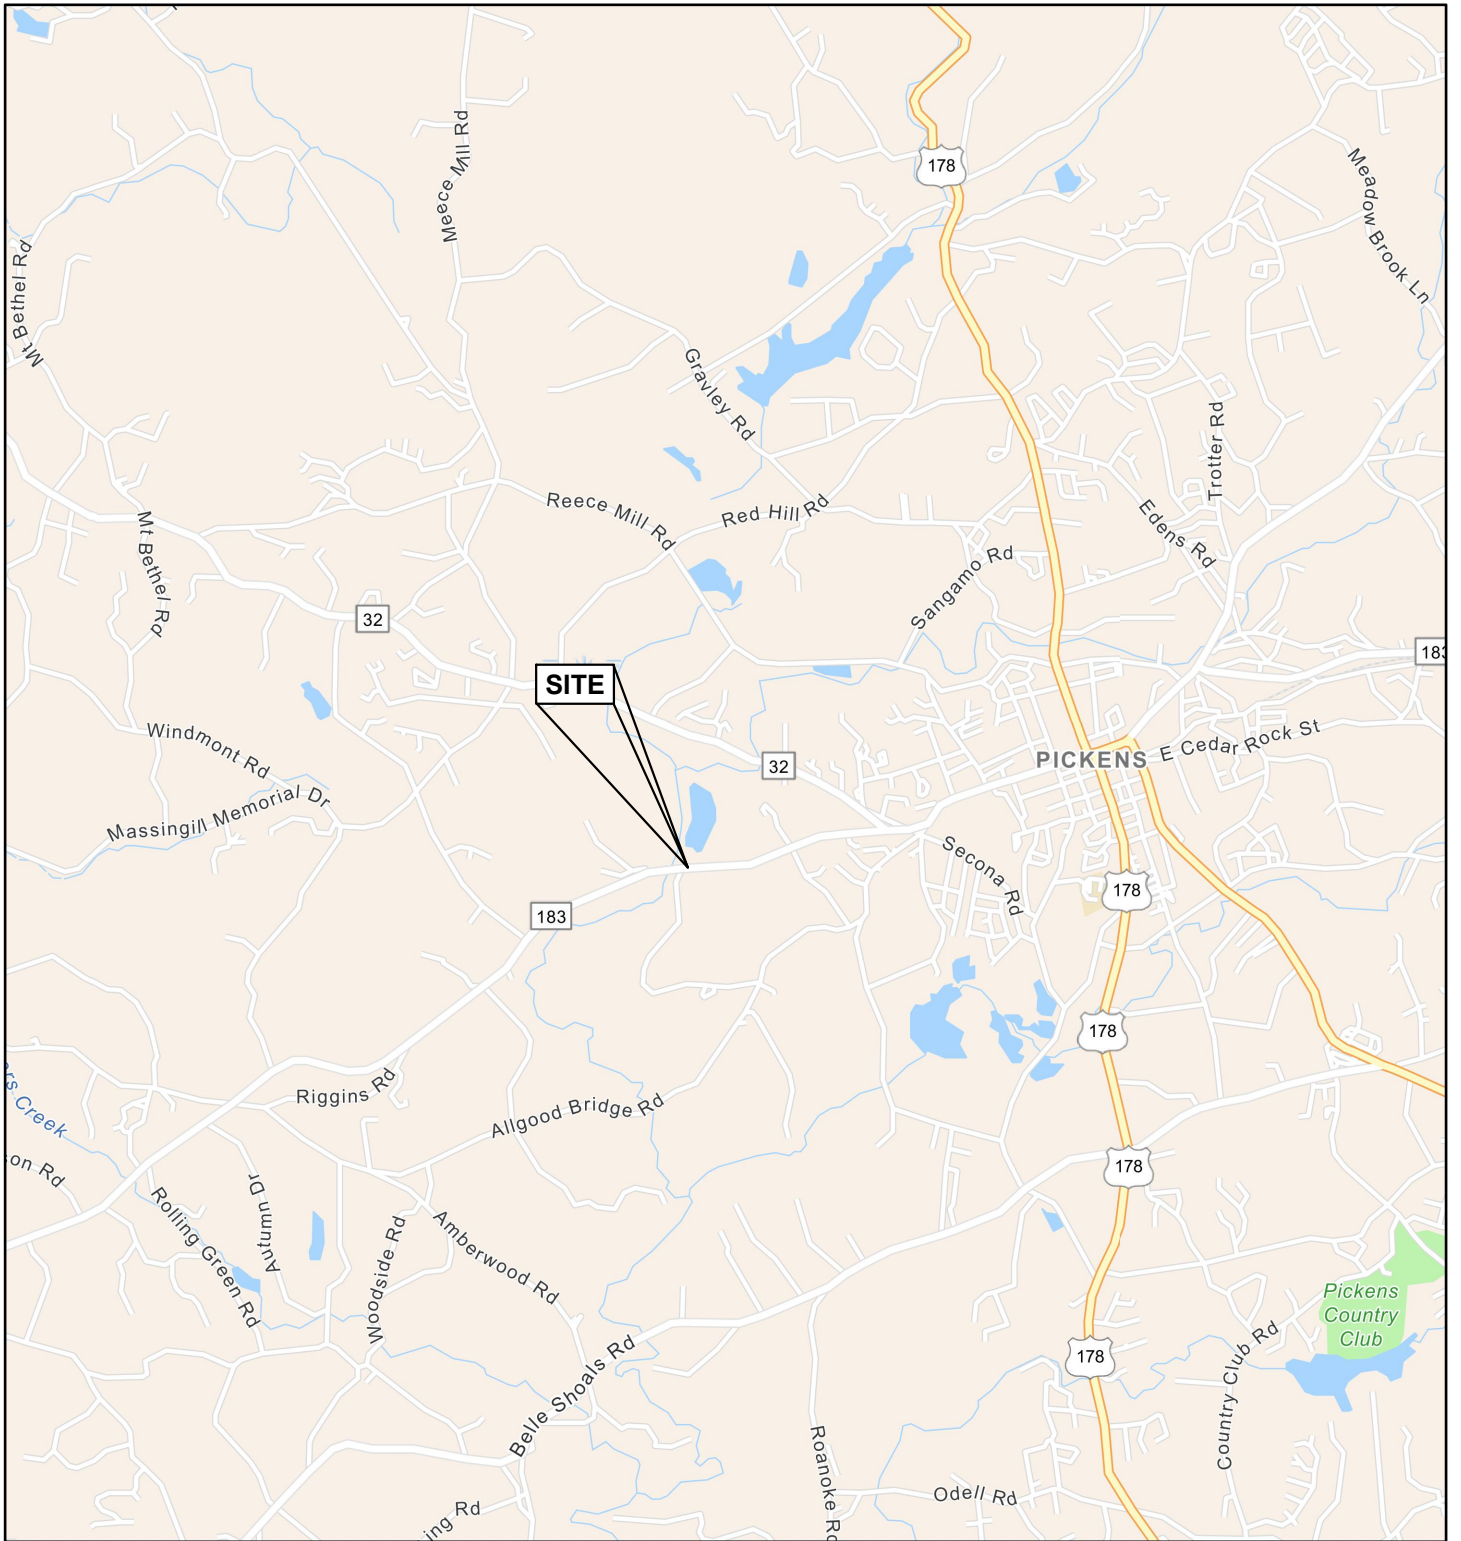 Meece Mill Rd
178
Meadow Brook Ln
Mt Bethel Rd
Gravley Rd
Trotter Rd
Reece Mill Rd
Red Hill Rd
Edens Rd
Mt Bethel Rd
Sangamo Rd
32
183
SITE
Windmont Rd
32
PICKENS
E Cedar Rock St
Massingill Memorial Dr
Secona Rd
178
183
178
Riggins Rd
Allgood Bridge Rd
ers Creek
son Rd
178
Autumn Dr
Rolling Green Rd
Woodside Rd
Amberwood Rd
Pickens
Country
Club
178
Belle Shoals Rd
Country Club Rd
Roanoke Rd
Odell Rd
ing Rd